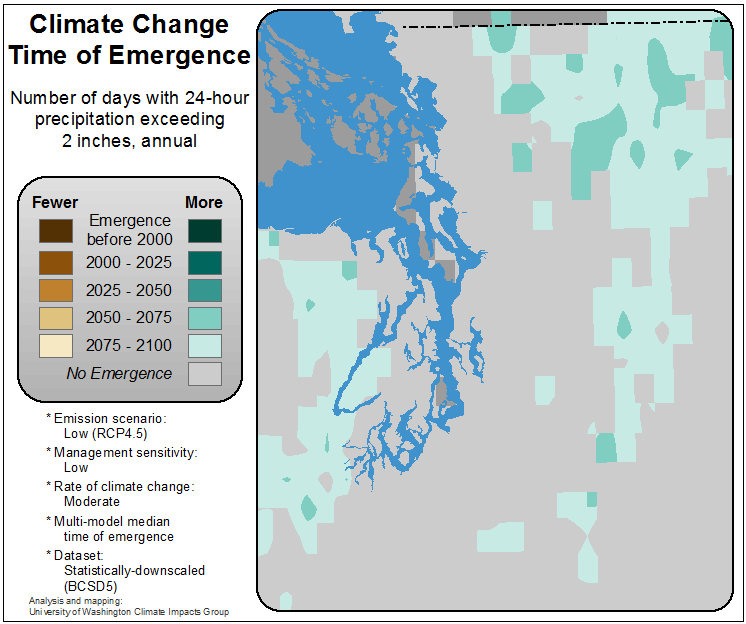 Climate Change
Time of Emergence
Number of days with 24-hour
precipitation exceeding
2 inches, annual
Fewer More
Emergence
before 2000
2000 - 2025
2025 - 2050
2050 - 2075
2075 - 2100
No Emergence
* Emission scenario:
Low (RCP4.5)
* Management sensitivity:
Low
* Rate of climate change:
Moderate
* Multi-model median
time of emergence
* Dataset:
Statistically-downscaled
(BCSD5)
Analysis and mapping:
University of Washington Climate Impacts Group